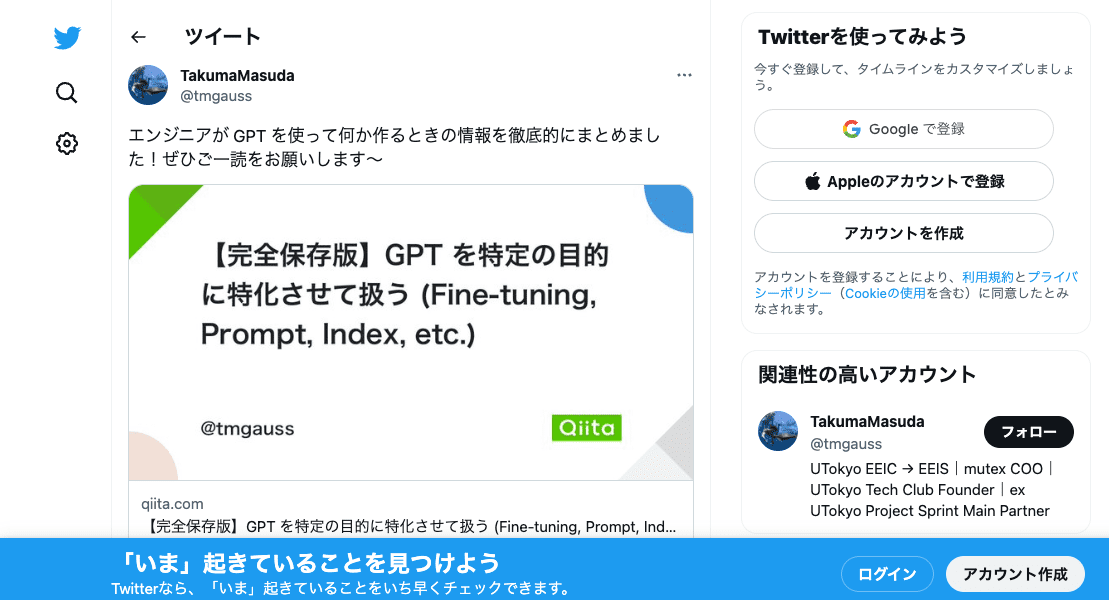 ツイート
TakumaMasuda
@tmgauss
エンジニアが GPT を使って何か作るときの情報を徹底的にまとめまし
た！ぜひご一読をお願いします〜
【完全保存版】GPT を特定の目的
に特化させて扱う (Fine-tuning,
Prompt, Index, etc.)
@tmgauss
Qiita
qiita.com
【完全保存版】GPT を特定の目的に特化させて扱う (Fine-tuning, Prompt, Ind...
Twitterを使ってみよう
今すぐ登録して、タイムラインをカスタマイズしましょ
う。
Google で登録
Appleのアカウントで登録
アカウントを作成
アカウントを登録することにより、利用規約とプライバ
シーポリシー（Cookieの使用を含む）に同意したとみ
なされます。
関連性の高いアカウント
TakumaMasuda
@tmgauss
フォロー
UTokyo EEIC → EEIS｜mutex COO｜
UTokyo Tech Club Founder｜ex
UTokyo Project Sprint Main Partner
「いま」起きていることを見つけよう
Twitterなら、「いま」起きていることをいち早くチェックできます。
ログイン
アカウント作成